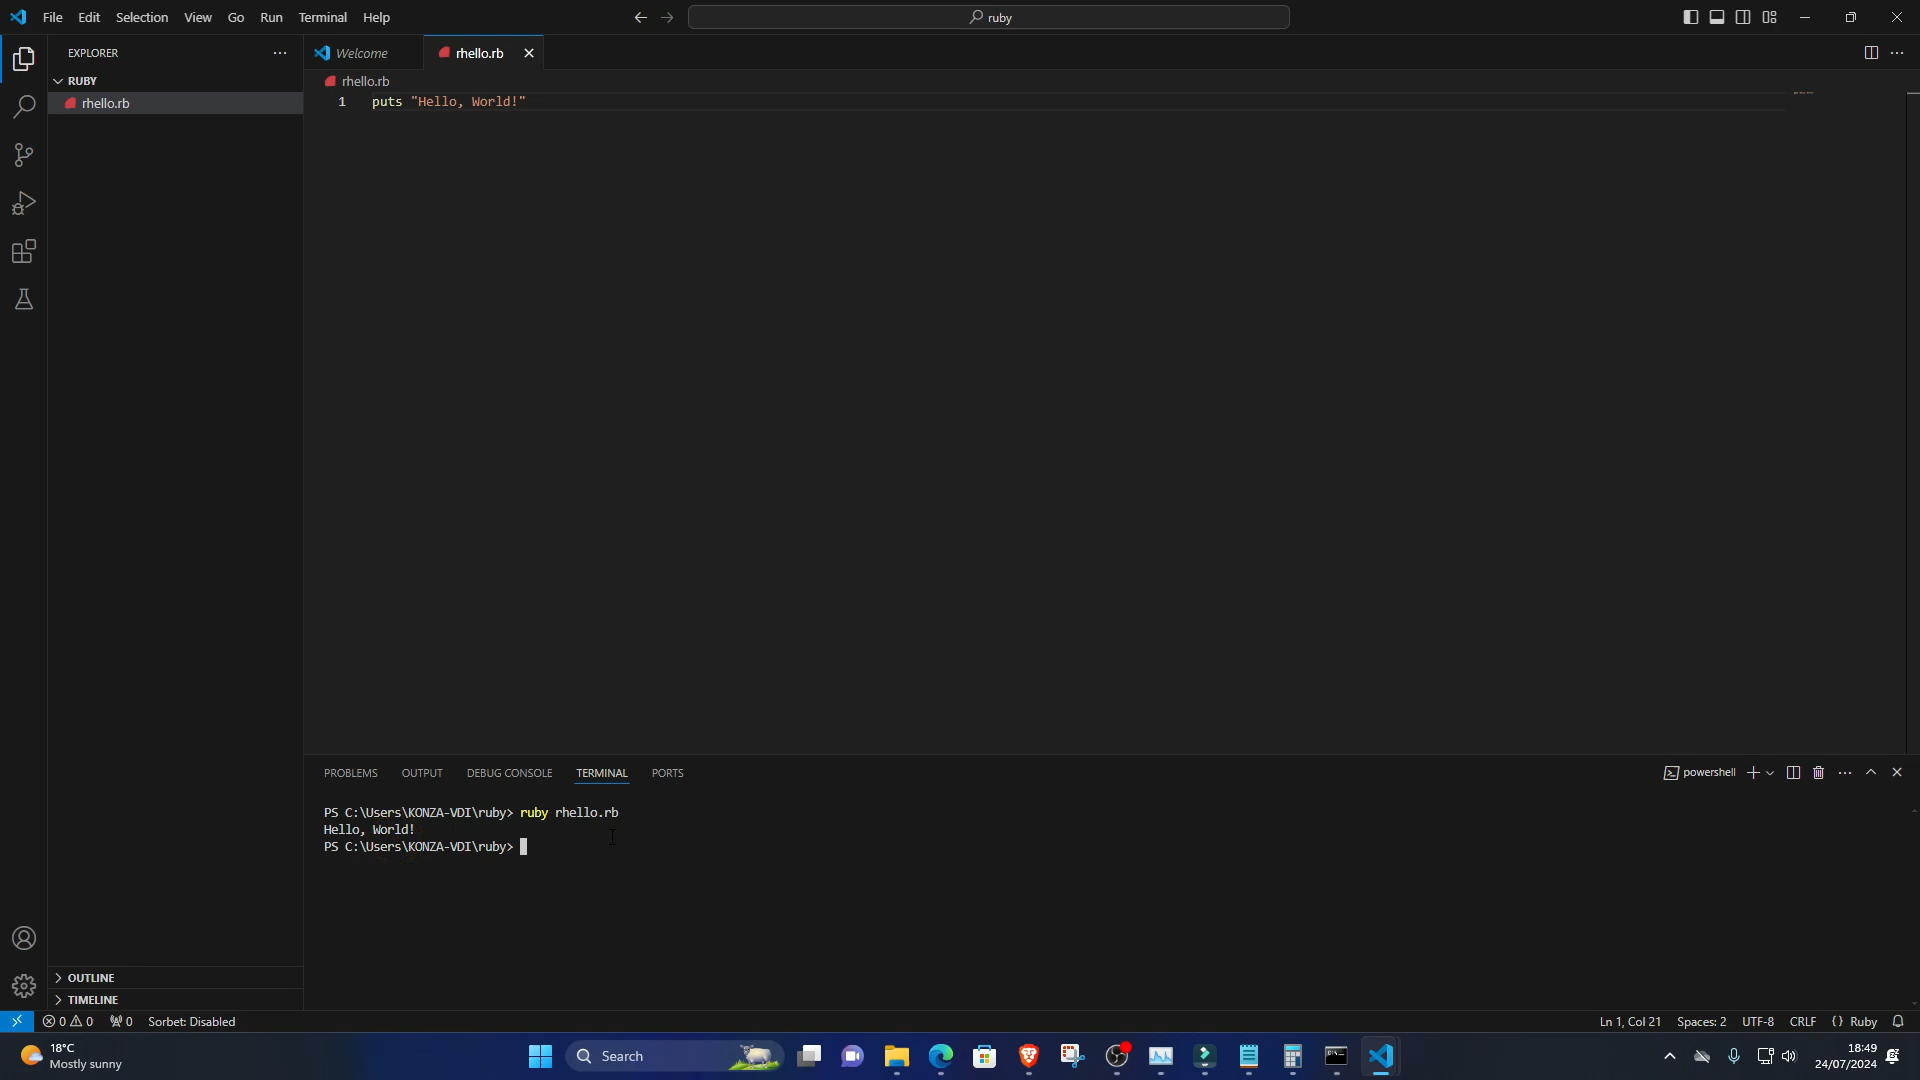 File Edit Selection View Go Run Terminal Help
ruby
EXPLORER
Welcome
rhello.rb
RUBY
rhello.rb
rhello.rb
1 puts "Hello, World!"
PROBLEMS OUTPUT DEBUG CONSOLE TERMINAL PORTS
powershell
PS C:\Users\KONZA-VDI\ruby> ruby rhello.rb
Hello, World!
PS C:\Users\KONZA-VDI\ruby>
OUTLINE
TIMELINE
0 0 0 Sorbet: Disabled
Ln 1, Col 21 Spaces: 2 UTF-8 CRLF {} Ruby
18°C
Mostly sunny
Search
18:49
24/07/2024